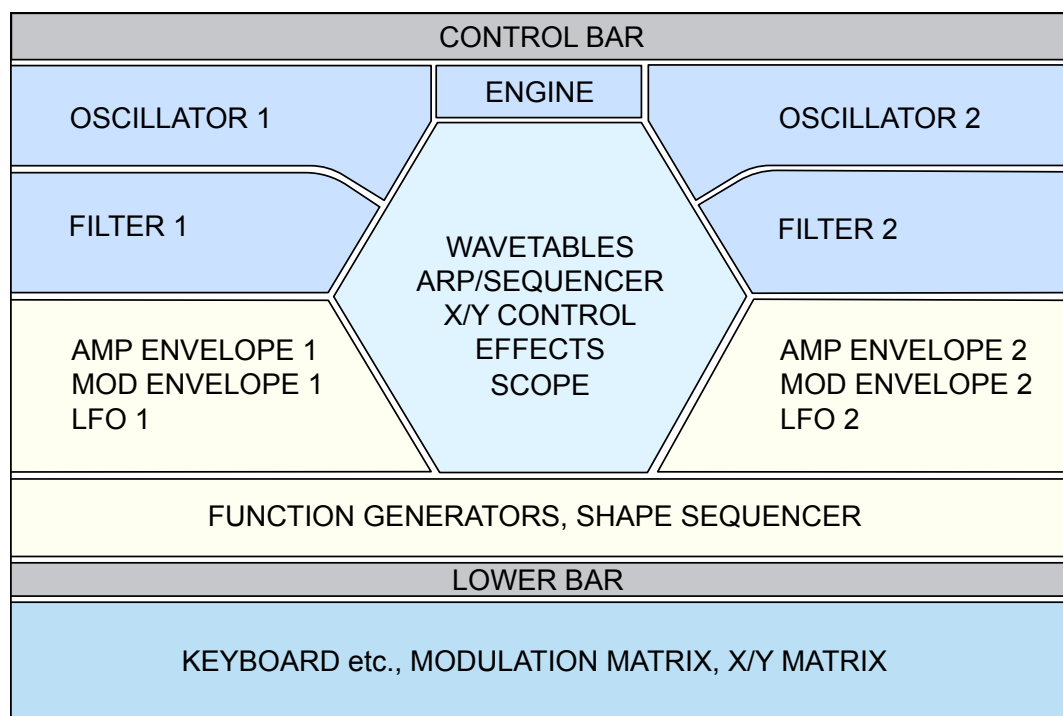 CONTROL BAR
ENGINE
OSCILLATOR 1
OSCILLATOR 2
FILTER 1
FILTER 2
WAVETABLES
ARP/SEQUENCER
X/Y CONTROL
EFFECTS
SCOPE
AMP ENVELOPE 1
MOD ENVELOPE 1
LFO 1
AMP ENVELOPE 2
MOD ENVELOPE 2
LFO 2
FUNCTION GENERATORS, SHAPE SEQUENCER
LOWER BAR
KEYBOARD etc., MODULATION MATRIX, X/Y MATRIX